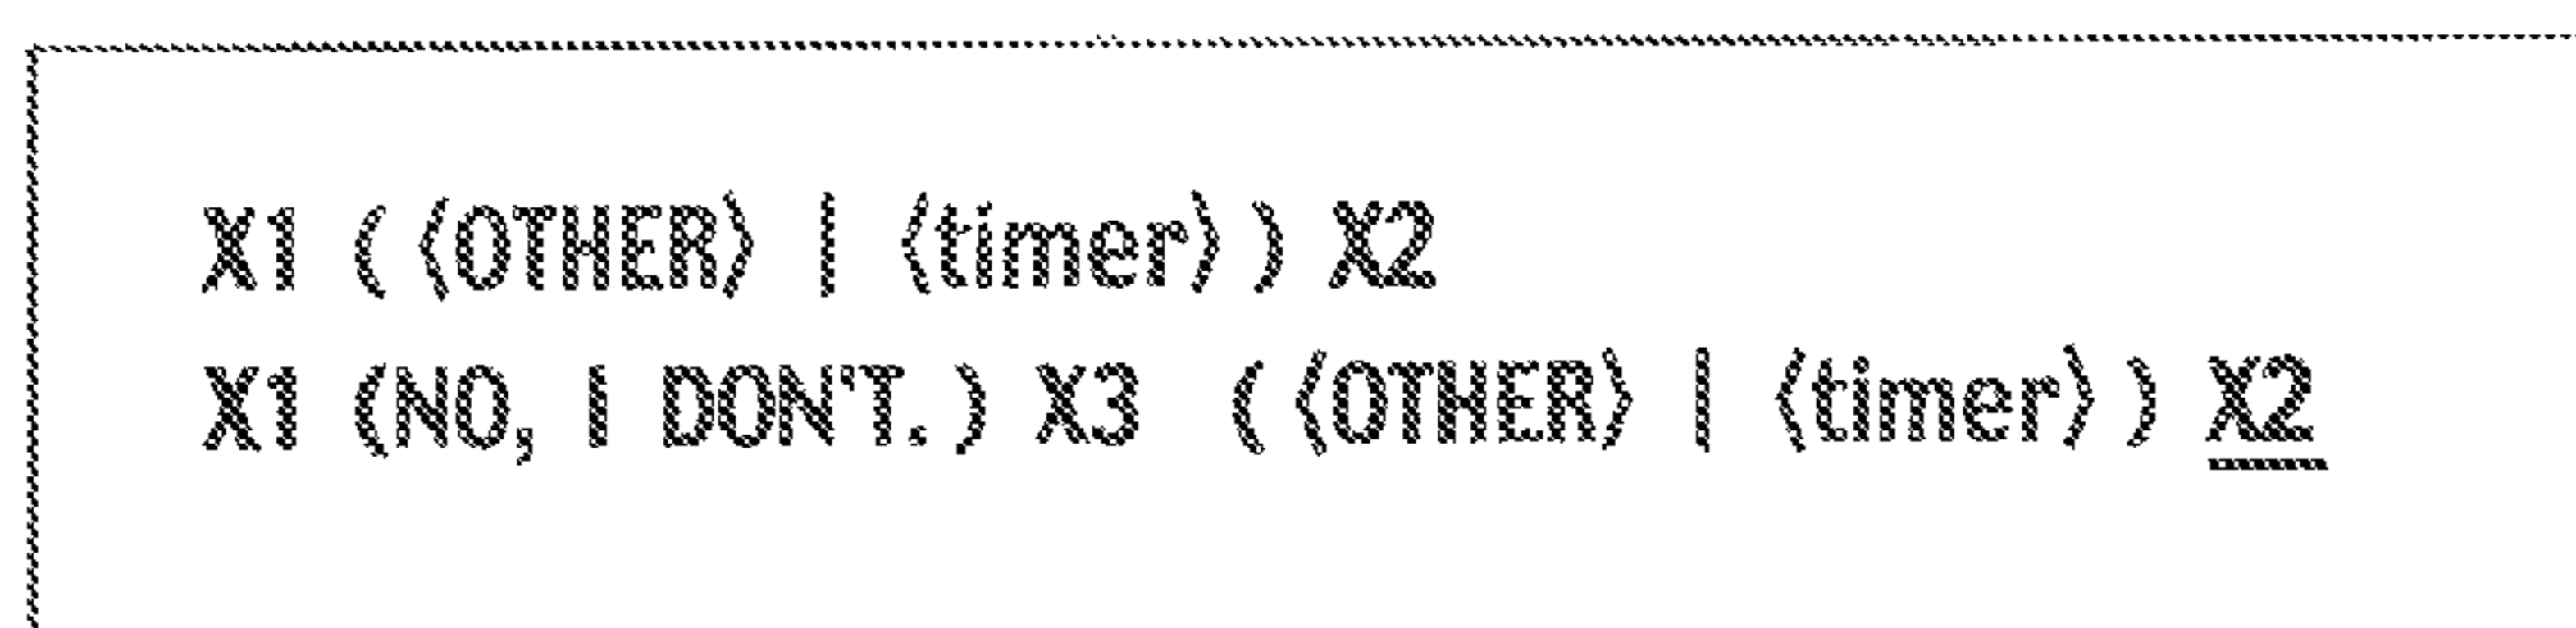 X1 ( ⟨OTHER⟩ | ⟨timer⟩ ) X2
X1 (NO, I DON'T. ) X3 ( ⟨OTHER⟩ | ⟨timer⟩ ) X2